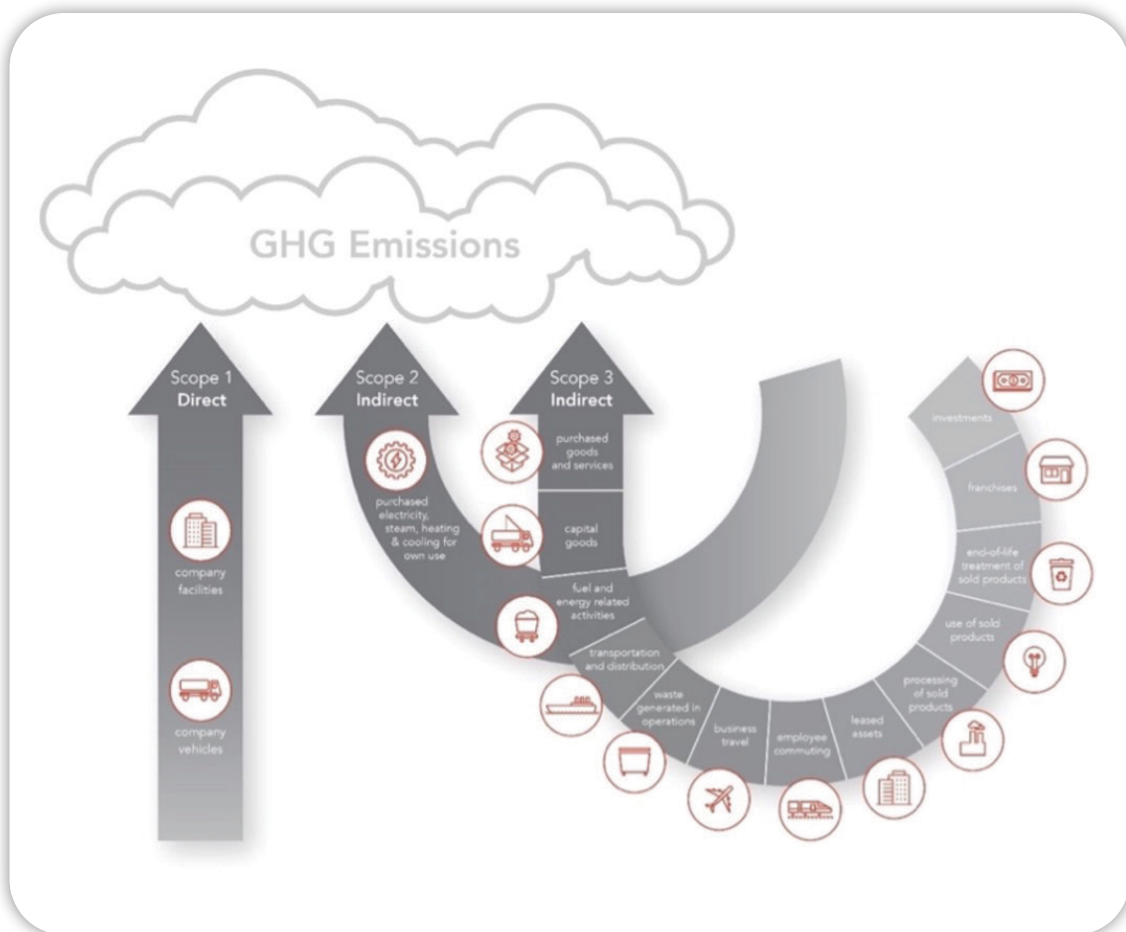 GHG Emissions
Scope 1
Direct
company
facilities
company
vehicles
Scope 2
Indirect
purchased
electricity,
steam, heating
& cooling for
own use
Scope 3
Indirect
purchased
goods
and services
capital
goods
fuel and
energy related
activities
transportation
and distribution
waste
generated in
operations
business
travel
employee
commuting
leased
assets
processing
of sold
products
use of sold
products
end-of-life
treatment of
sold products
franchises
investments